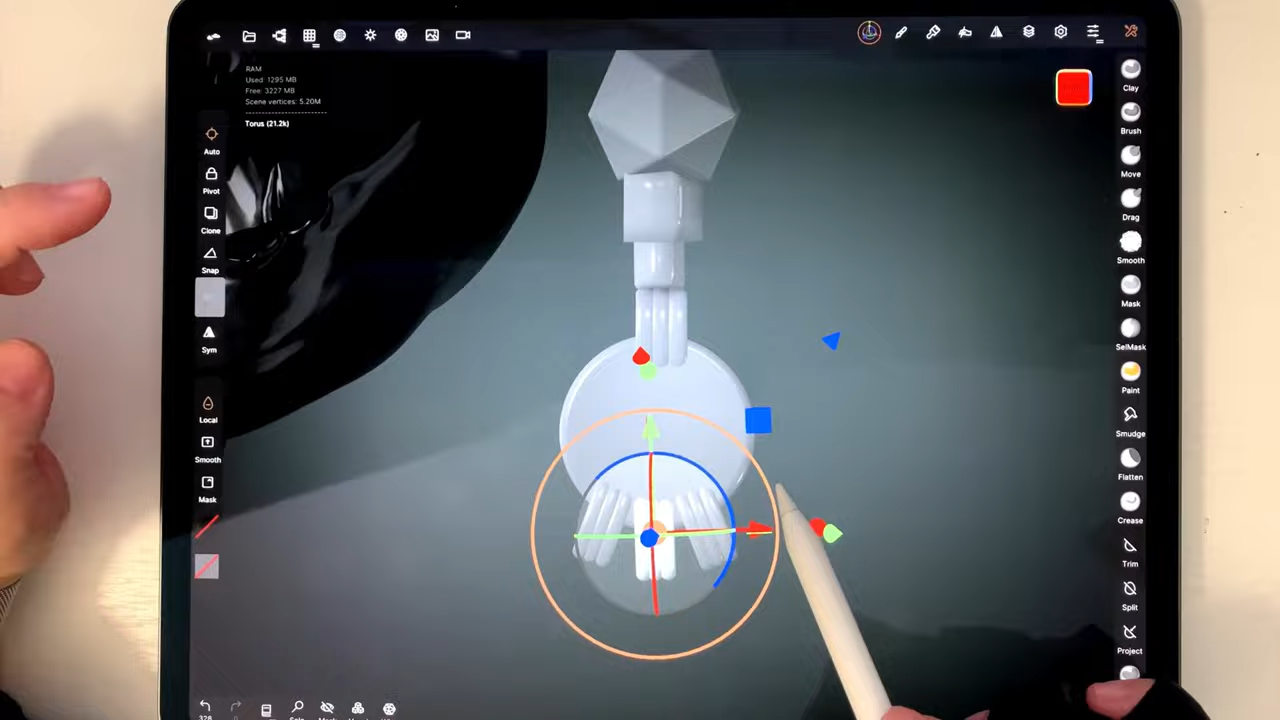 RAM
Used: 1295 MB
Free: 3227 MB
Scene vertices: 5.20M
Torus (21.2k)
Auto
Pivot
Clone
Snap
Sym
Local
Smooth
Mask
326
Clay
Brush
Move
Drag
Smooth
Mask
SelMask
Paint
Smudge
Flatten
Crease
Trim
Split
Project